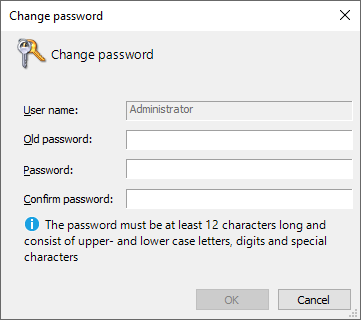 Change password
Change password
User name: Administrator
Old password:
Password:
Confirm password:
The password must be at least 12 characters long and
consist of upper- and lower case letters, digits and special
characters
OK Cancel